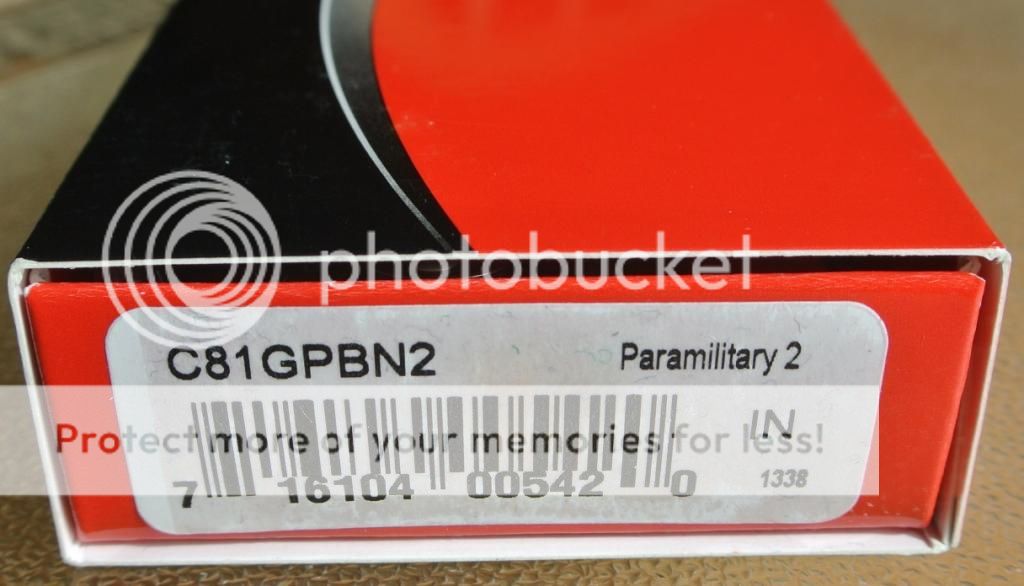 photobucket
C81GPBN2
Paramilitary 2
Protect more of your memories for less!
IN
7 16104 00542 0
1338